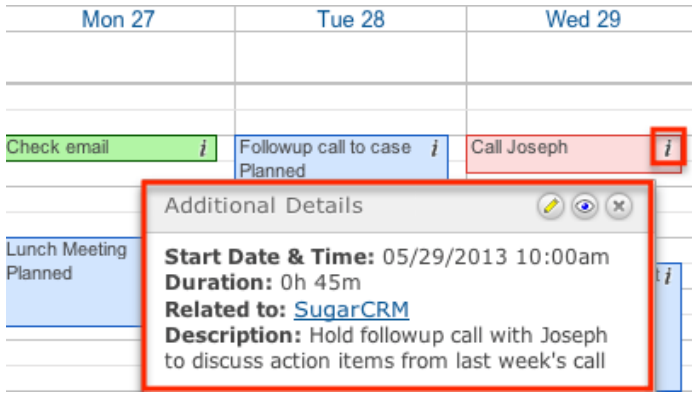 Mon 27
Tue 28
Wed 29
Check email i
Followup call to case i
Planned
Call Joseph i
Lunch Meeting
Planned
Additional Details
Start Date & Time: 05/29/2013 10:00am
Duration: 0h 45m
Related to: SugarCRM
Description: Hold followup call with Joseph
to discuss action items from last week's call
t i